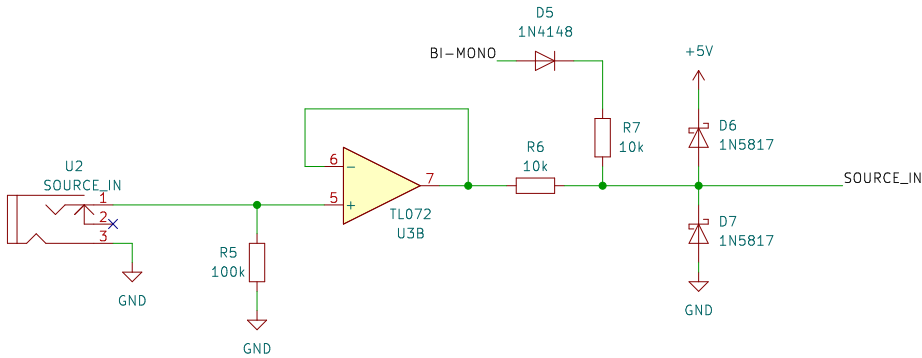 D5
1N4148
BI-MONO
+5V
D6
1N5817
R7
10k
R6
10k
U2
SOURCE_IN
1
2
3
6
5
7
TL072
U3B
SOURCE_IN
D7
1N5817
R5
100k
GND
GND
GND